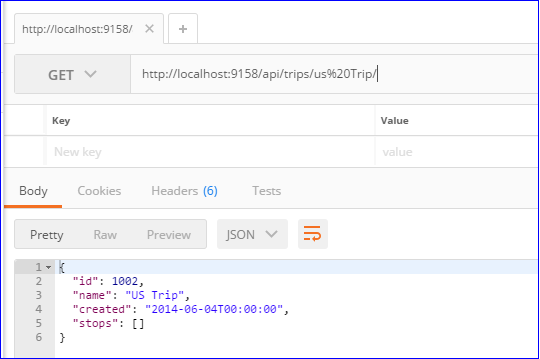 http://localhost:9158/ × +
GET http://localhost:9158/api/trips/us%20Trip/
Key Value
New key value
Body Cookies Headers (6) Tests
Pretty Raw Preview JSON
1 {
2 "id": 1002,
3 "name": "US Trip",
4 "created": "2014-06-04T00:00:00",
5 "stops": []
6 }